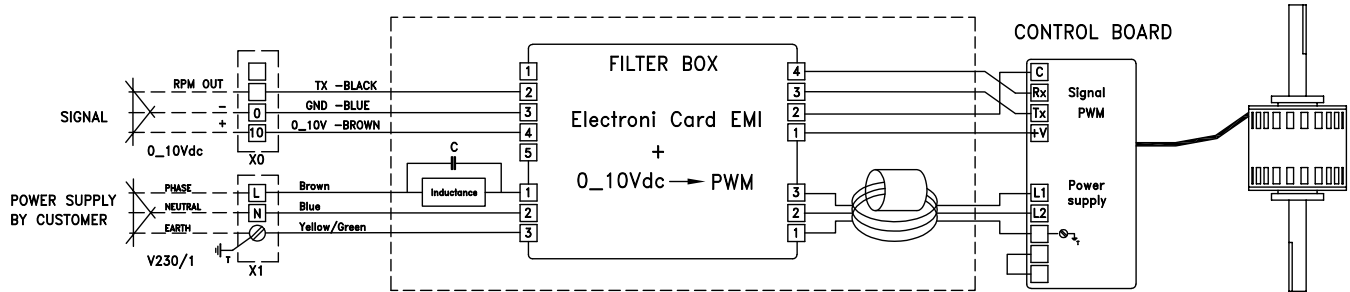 CONTROL BOARD
FILTER BOX
Electroni Card EMI
+
0_10Vdc PWM
SIGNAL
RPM OUT
-
+
0_10Vdc
0
10
X0
TX -BLACK
GND -BLUE
0_10V -BROWN
1
2
3
4
5
4
3
2
1
C
Rx
Tx
+V
Signal
PWM
POWER SUPPLY
BY CUSTOMER
PHASE
NEUTRAL
EARTH
V230/1
L
N
T
X1
Brown
Blue
Yellow/Green
C
Inductance
1
2
3
3
2
1
L1
L2
Power
supply
T